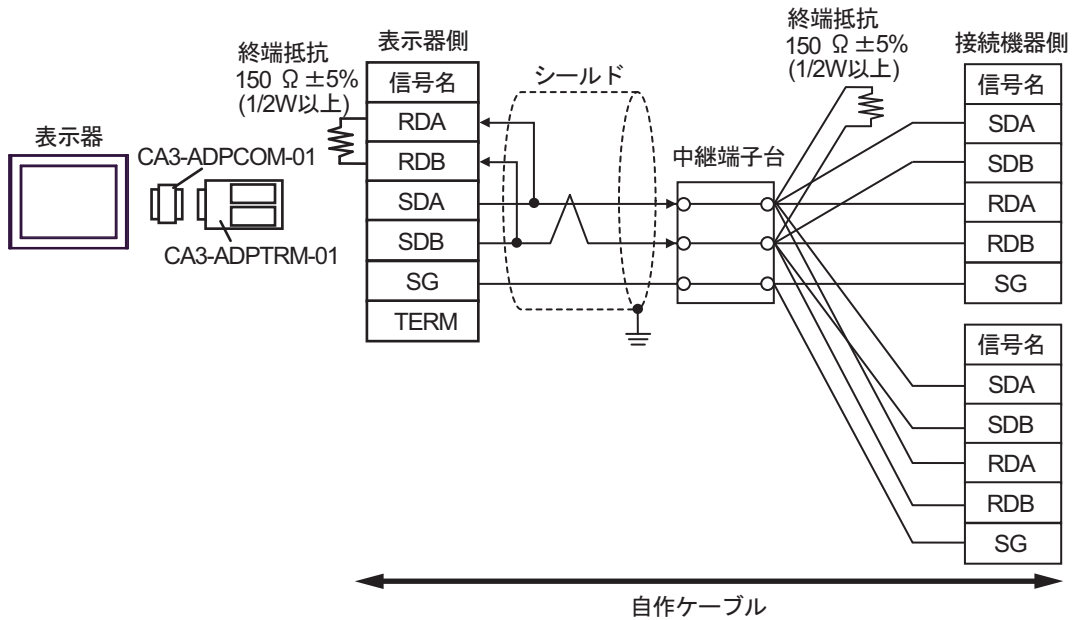 表示器
CA3-ADPCOM-01
CA3-ADPTRM-01
終端抵抗
150 Ω ±5%
(1/2W以上)
表示器側
信号名
RDA
RDB
SDA
SDB
SG
TERM
シールド
中継端子台
終端抵抗
150 Ω ±5%
(1/2W以上)
接続機器側
信号名
SDA
SDB
RDA
RDB
SG
信号名
SDA
SDB
RDA
RDB
SG
自作ケーブル